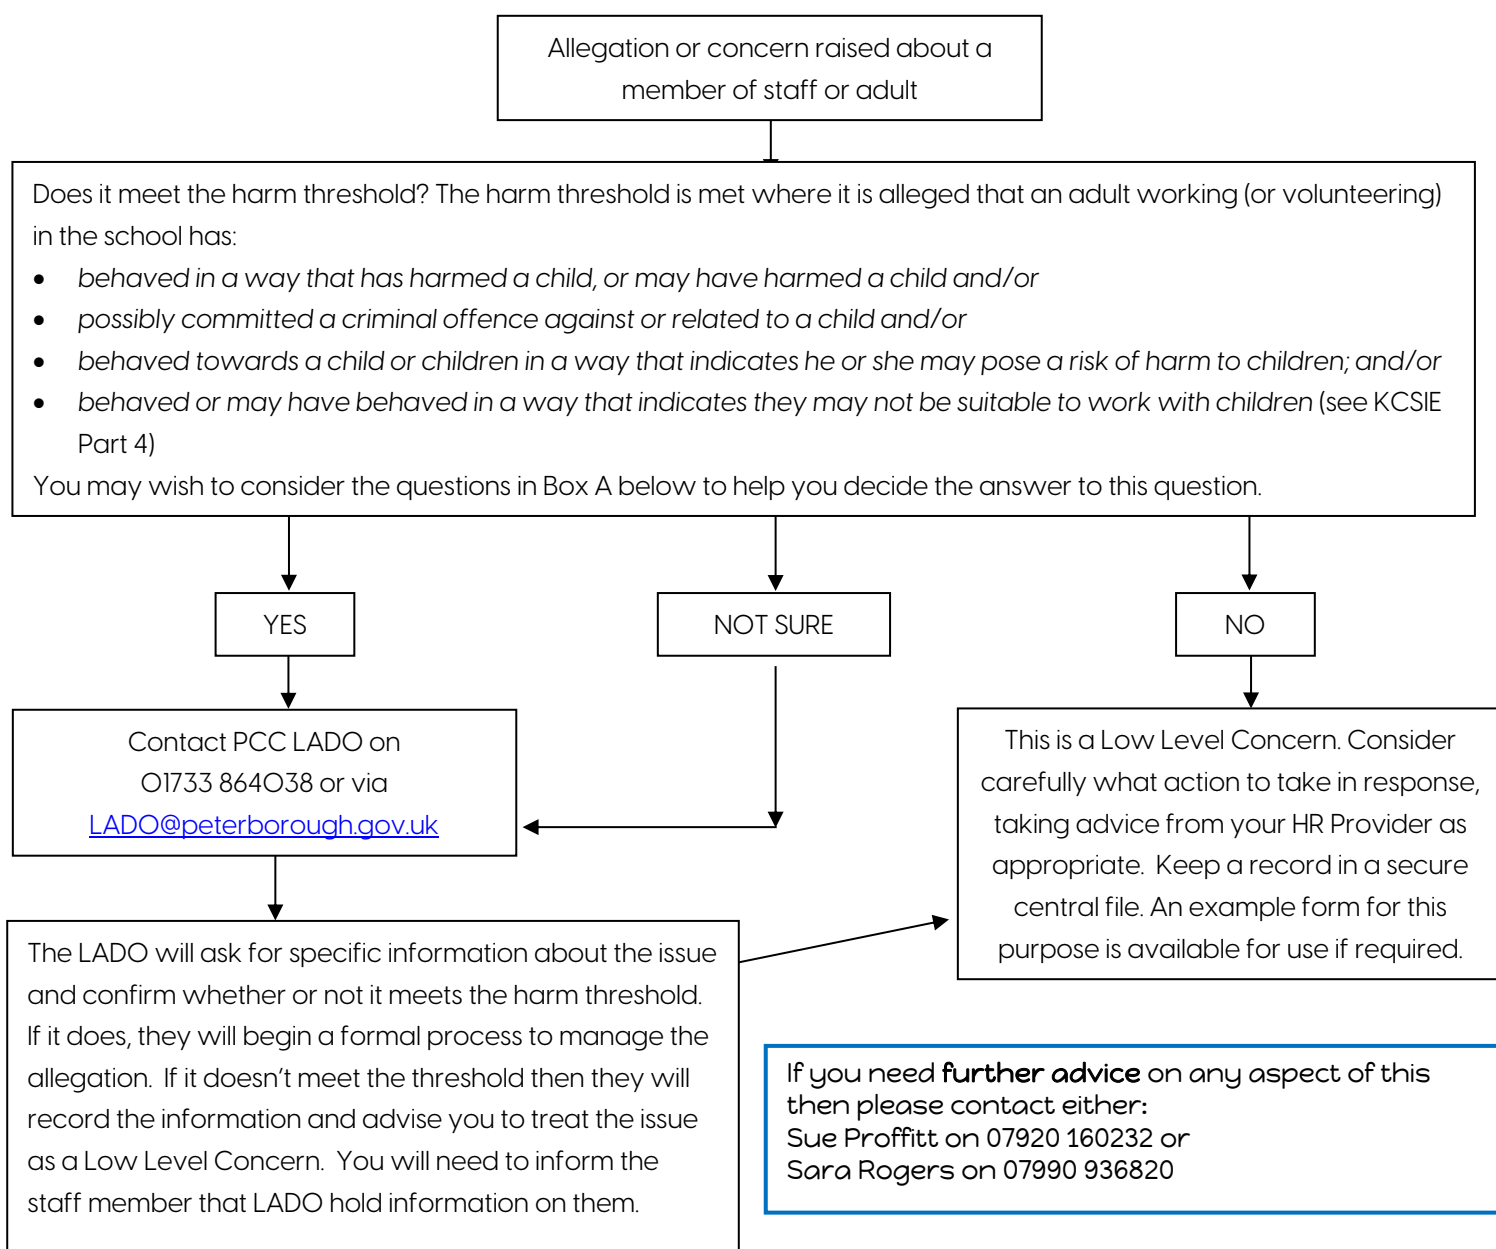 Allegation or concern raised about a
member of staff or adult
Does it meet the harm threshold? The harm threshold is met where it is alleged that an adult working (or volunteering)
in the school has:
• behaved in a way that has harmed a child, or may have harmed a child and/or
• possibly committed a criminal offence against or related to a child and/or
• behaved towards a child or children in a way that indicates he or she may pose a risk of harm to children; and/or
• behaved or may have behaved in a way that indicates they may not be suitable to work with children (see KCSIE
Part 4)
You may wish to consider the questions in Box A below to help you decide the answer to this question.
YES
NOT SURE
NO
Contact PCC LADO on
01733 864038 or via
LADO@peterborough.gov.uk
This is a Low Level Concern. Consider
carefully what action to take in response,
taking advice from your HR Provider as
appropriate. Keep a record in a secure
central file. An example form for this
purpose is available for use if required.
The LADO will ask for specific information about the issue
and confirm whether or not it meets the harm threshold.
If it does, they will begin a formal process to manage the
allegation. If it doesn't meet the threshold then they will
record the information and advise you to treat the issue
as a Low Level Concern. You will need to inform the
staff member that LADO hold information on them.
If you need further advice on any aspect of this
then please contact either:
Sue Proffitt on 07920 160232 or
Sara Rogers on 07990 936820